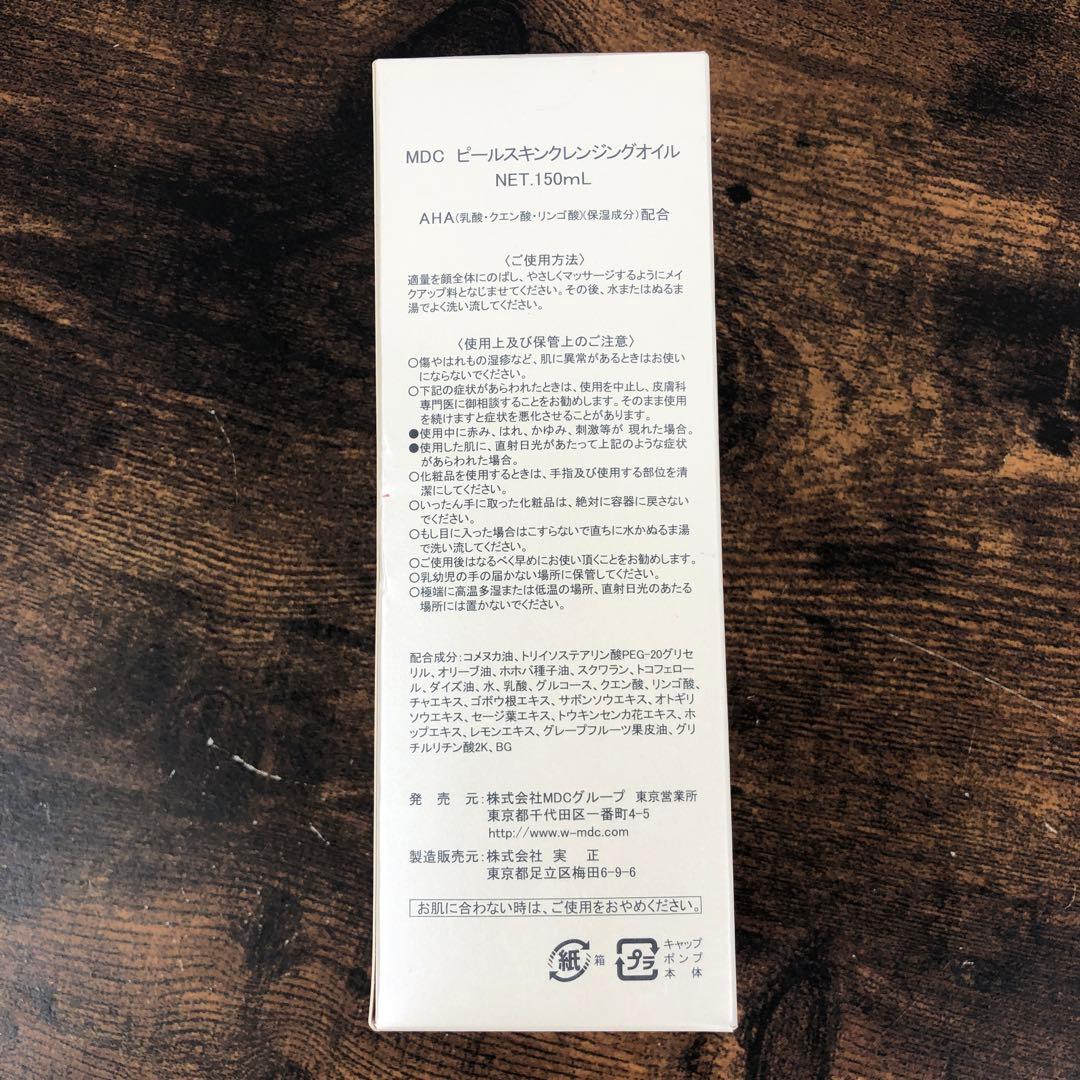 MDC ピールスキンクレンジングオイル
NET.150mL
AHA(乳酸・クエン酸・リンゴ酸)(保湿成分)配合
〈ご使用方法〉
適量を顔全体にのばし、やさしくマッサージするようにメイ
クアップ料となじませてください。その後、水またはぬるま
湯でよく洗い流してください。
〈使用上及び保管上のご注意〉
○傷やはれもの湿疹など、肌に異常があるときはお使い
にならないでください。
○下記の症状があらわれたときは、使用を中止し、皮膚科
専門医に御相談することをお勧めします。そのまま使用
を続けますと症状を悪化させることがあります。
●使用中に赤み、はれ、かゆみ、刺激等が 現れた場合。
●使用した肌に、直射日光があたって上記のような症状
があらわれた場合。
○化粧品を使用するときは、手指及び使用する部位を清
潔にしてください。
○いったん手に取った化粧品は、絶対に容器に戻さない
でください。
○もし目に入った場合はこすらないで直ちに水かぬるま湯
で洗い流してください。
○ご使用後はなるべく早めにお使い頂くことをお勧めします。
○乳幼児の手の届かない場所に保管してください。
○極端に高温多湿または低温の場所、直射日光のあたる
場所には置かないでください。
配合成分:コメヌカ油、トリイソステアリン酸PEG-20グリセ
リル、オリーブ油、ホホバ種子油、スクワラン、トコフェロー
ル、ダイズ油、水、乳酸、グルコース、クエン酸、リンゴ酸、
チャエキス、ゴボウ根エキス、サボンソウエキス、オトギリ
ソウエキス、セージ葉エキス、トウキンセンカ花エキス、ホ
ップエキス、レモンエキス、グレープフルーツ果皮油、グリ
チルリチン酸2K、BG
発 売 元:株式会社MDCグループ 東京営業所
東京都千代田区一番町4-5
http://www.w-mdc.com
製造販売元:株式会社 実 正
東京都足立区梅田6-9-6
お肌に合わない時は、ご使用をおやめください。
紙 箱
プラ キャップ
ポンプ
本 体